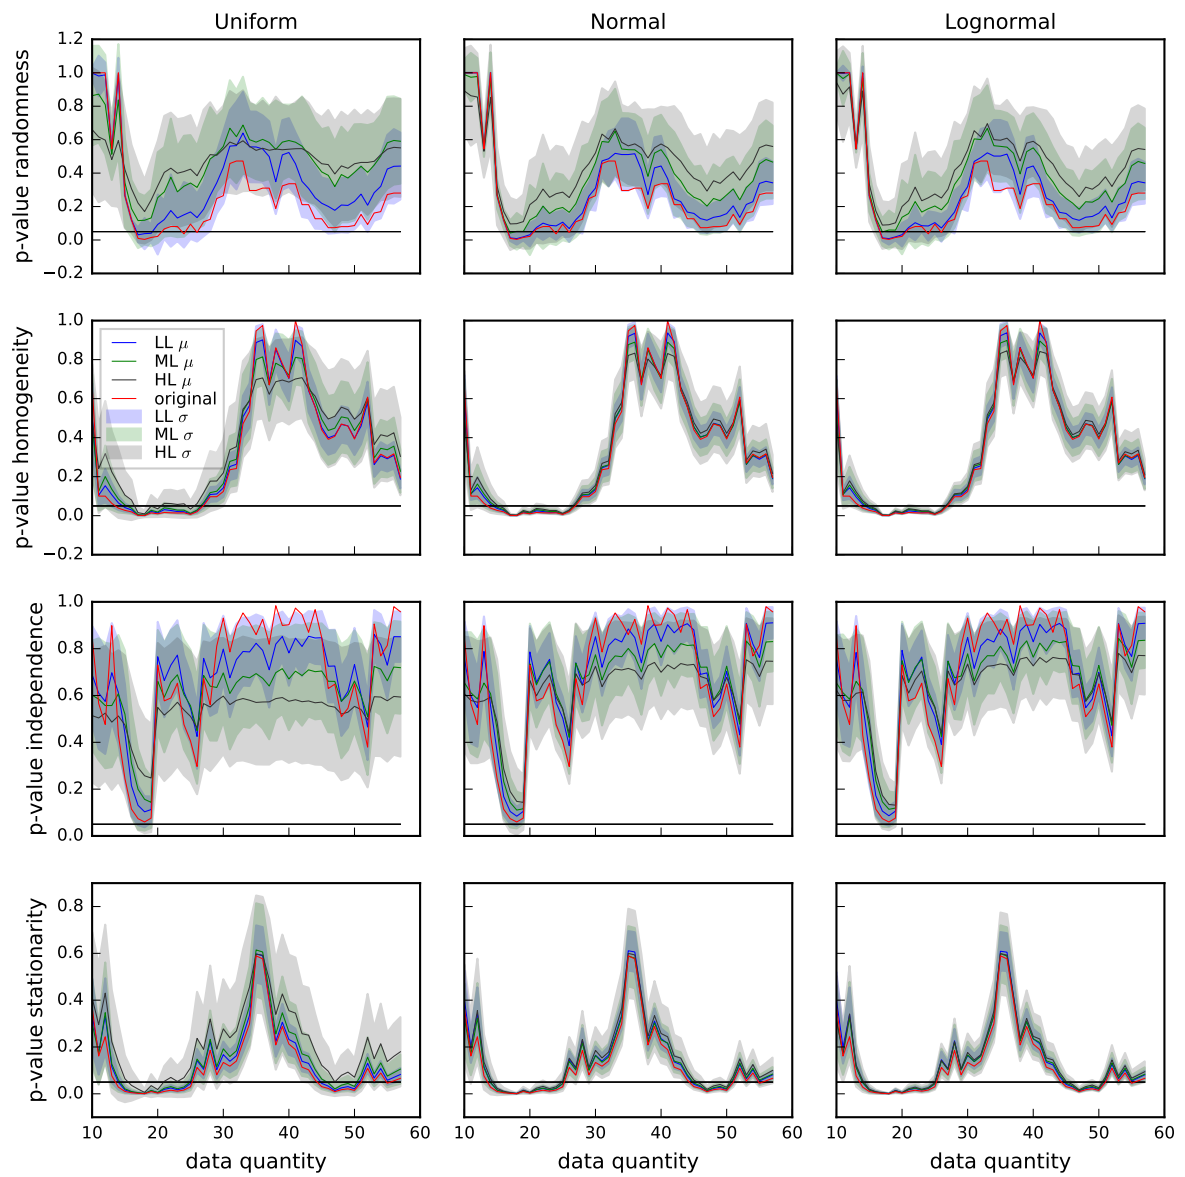 Uniform Normal Lognormal
p-value randomness
1.2
1.0
0.8
0.6
0.4
0.2
0.0
−0.2
10 20 30 40 50 60
10 20 30 40 50 60
10 20 30 40 50 60
p-value homogeneity
1.0
0.8
0.6
0.4
0.2
0.0
−0.2
LL μ
ML μ
HL μ
original
LL σ
ML σ
HL σ
p-value independence
1.0
0.8
0.6
0.4
0.2
0.0
p-value stationarity
0.8
0.6
0.4
0.2
0.0
data quantity data quantity data quantity